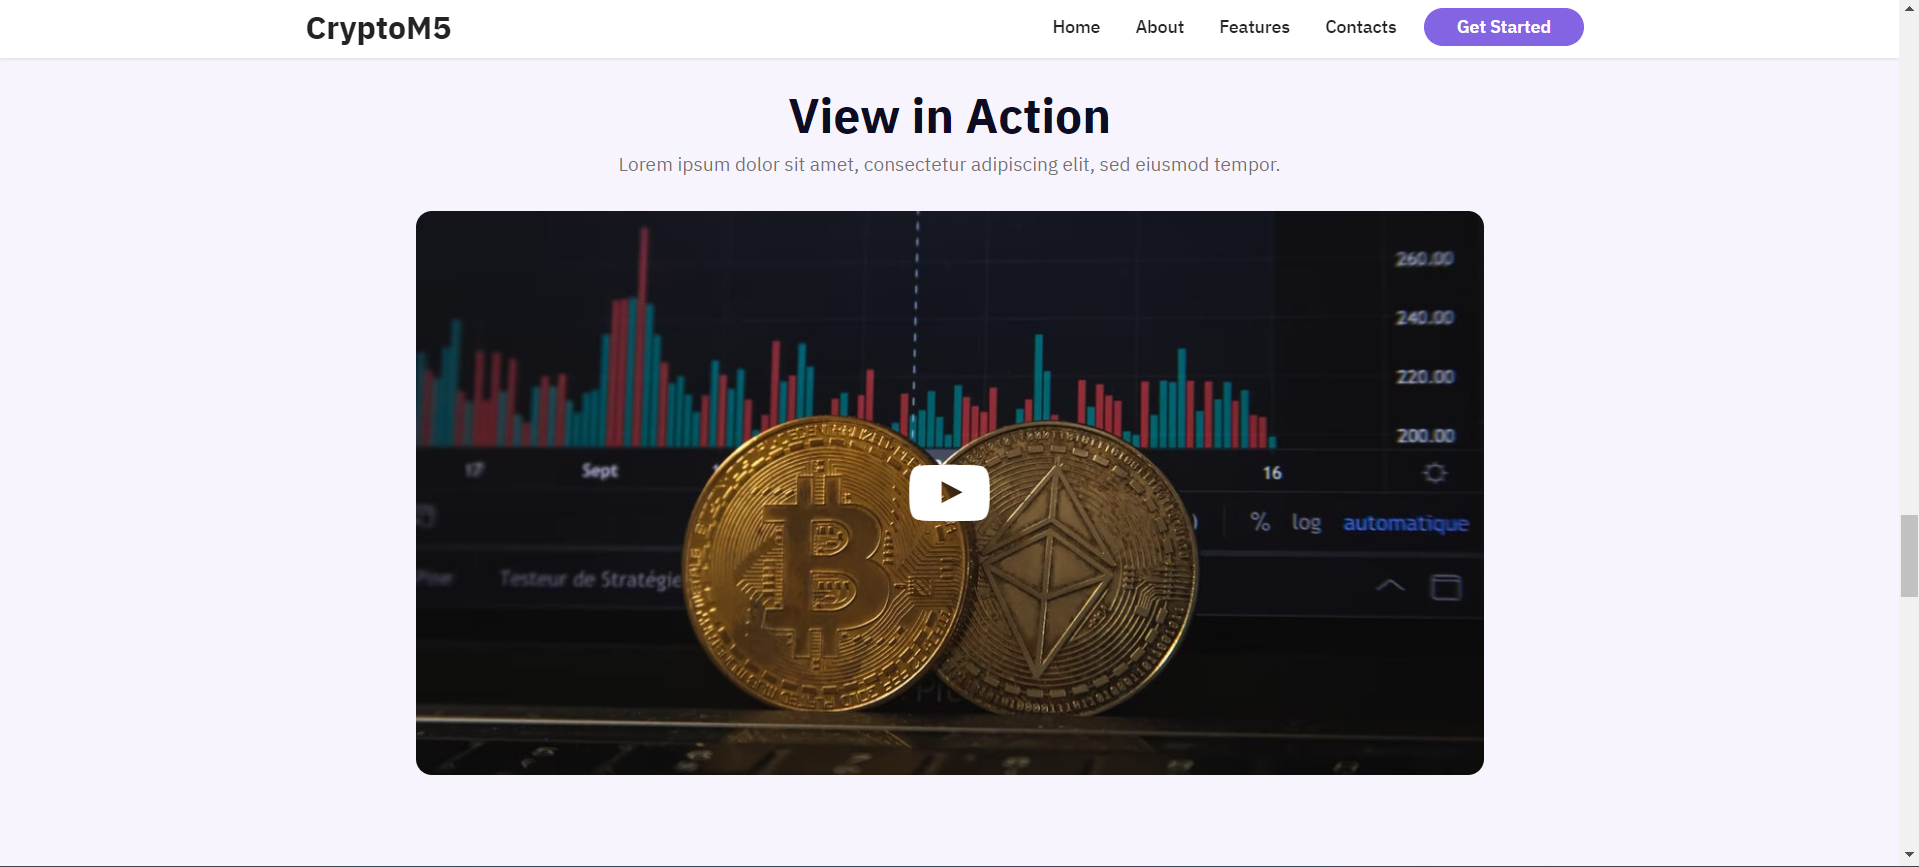 CryptoM5
Home About Features Contacts Get Started
View in Action
Lorem ipsum dolor sit amet, consectetur adipiscing elit, sed eiusmod tempor.
260.00
240.00
220.00
200.00
17 Sept 16
% log automatique
Testeur de Stratégie